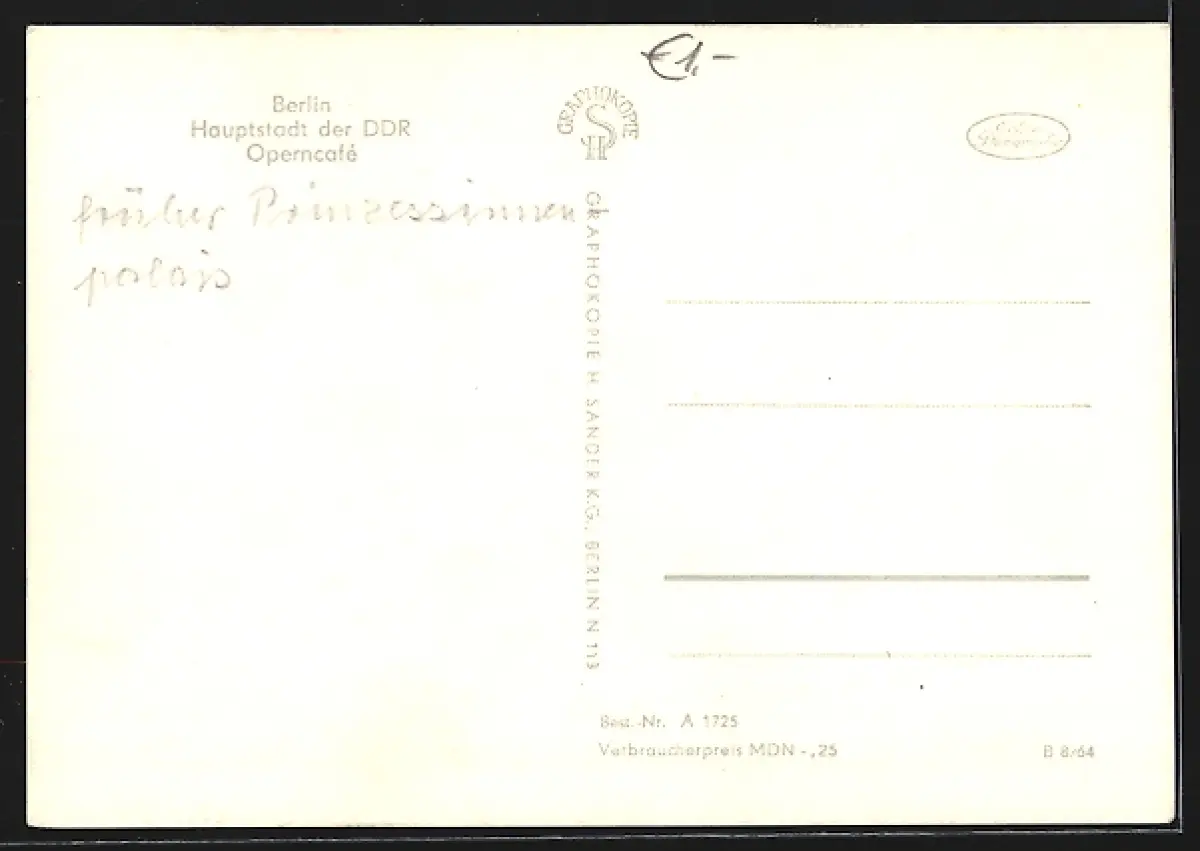 €1,-
Berlin
Hauptstadt der DDR
Operncafé
früher Prinzessinnen
palais
GRAPHOKOPIE
HS
GRAPHOKOPIE H. SANDER K.G., BERLIN N 113
Best.-Nr. A 1725
Verbraucherpreis MDN -,25
B 8/64